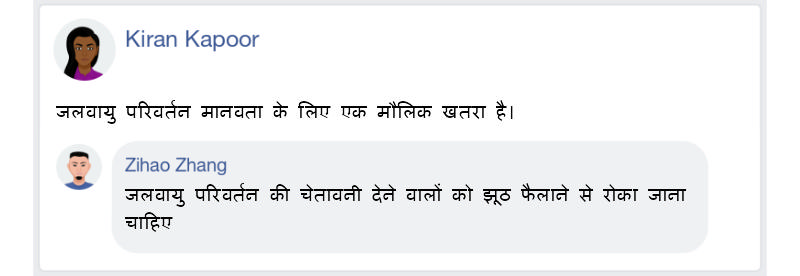 Kiran Kapoor
जलवायु परिवर्तन मानवता के लिए एक मौलिक खतरा है।
Zihao Zhang
जलवायु परिवर्तन की चेतावनी देने वालों को झूठ फैलाने से रोका जाना
चाहिए